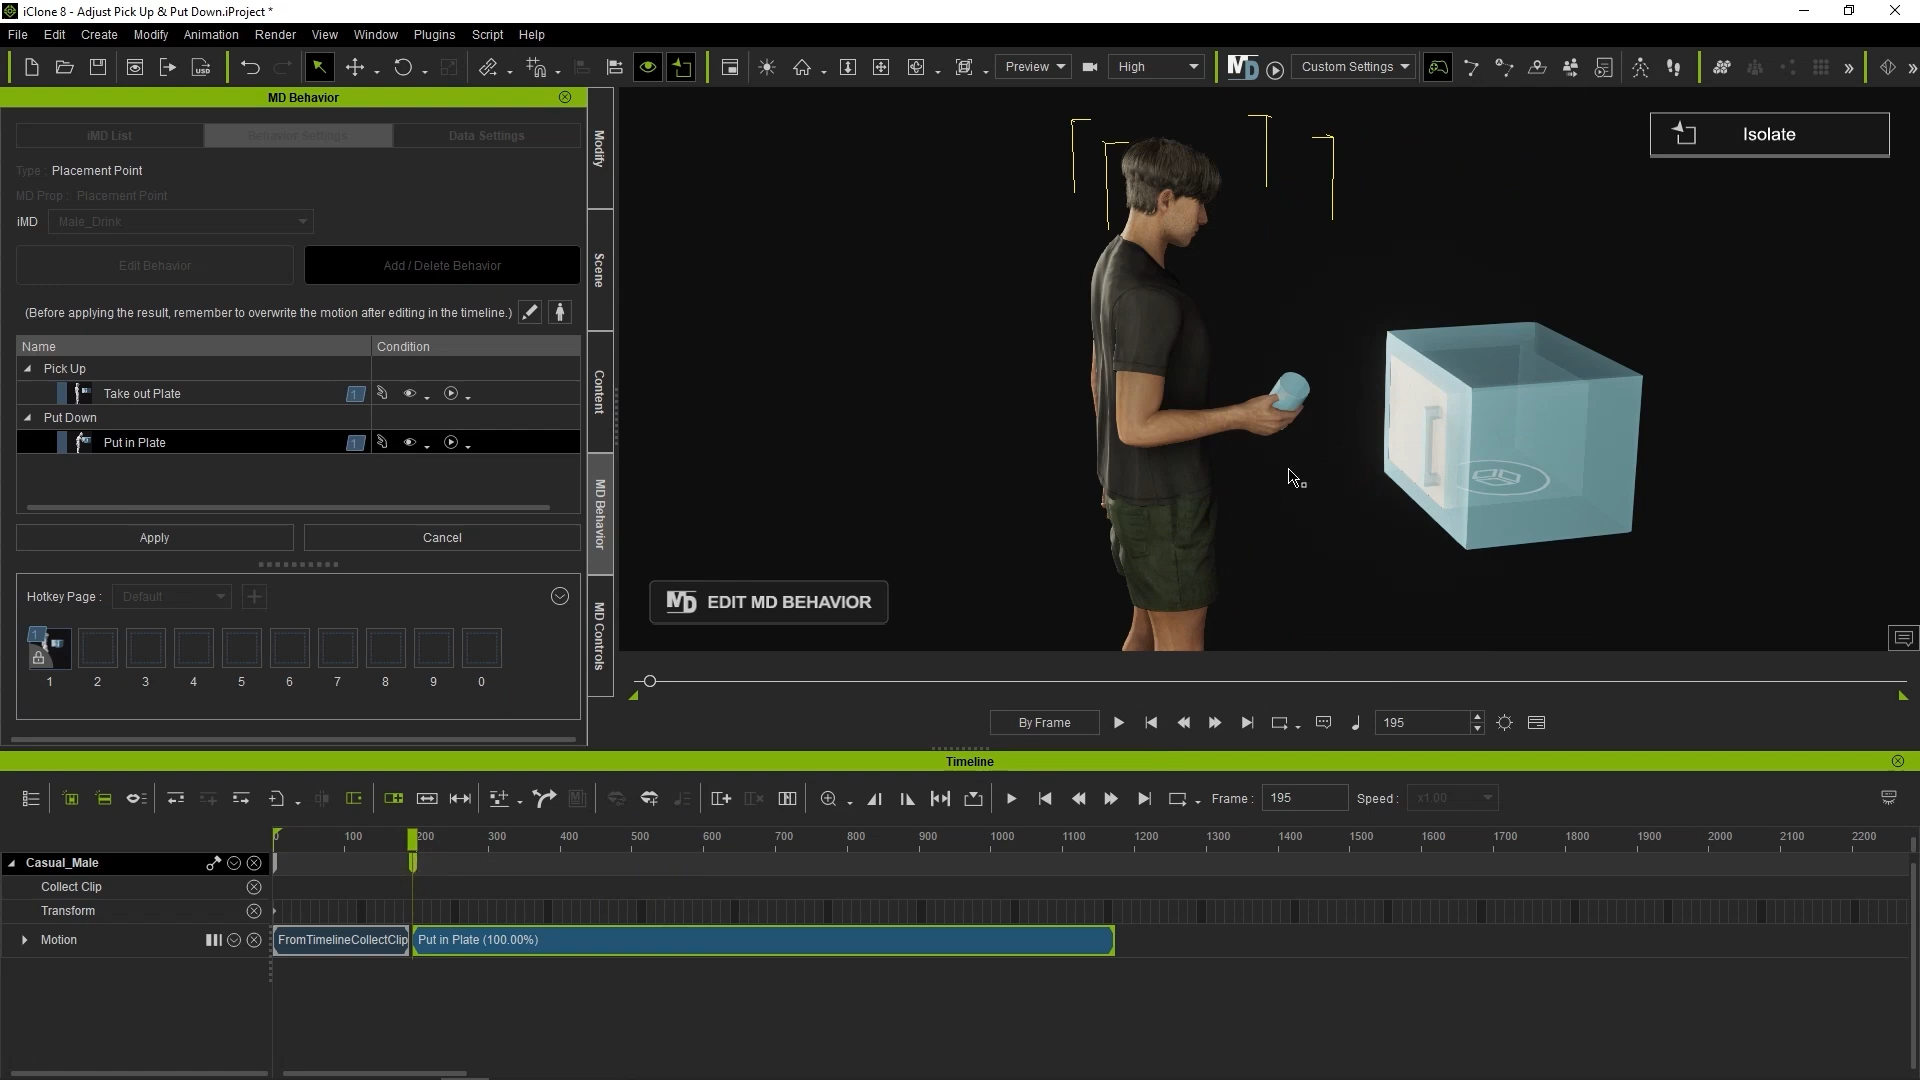 iClone 8 - Adjust Pick Up & Put Down.iProject *
File Edit Create Modify Animation Render View Window Plugins Script Help
Preview High MD Custom Settings
MD Behavior
iMD List Behavior Settings Data Settings
Type : Placement Point
MD Prop : Placement Point
iMD Male_Drink
Edit Behavior Add / Delete Behavior
(Before applying the result, remember to overwrite the motion after editing in the timeline.)
Name Condition
Pick Up
Take out Plate 1
Put Down
Put in Plate 1
Apply Cancel
Hotkey Page : Default
1
1 2 3 4 5 6 7 8 9 0
Modify
Scene
Content
MD Behavior
MD Controls
Isolate
MD EDIT MD BEHAVIOR
By Frame 195
Timeline
Frame : 195 Speed : x1.00
0 100 200 300 400 500 600 700 800 900 1000 1100 1200 1300 1400 1500 1600 1700 1800 1900 2000 2100 2200
Casual_Male
Collect Clip
Transform
Motion FromTimelineCollectClip Put in Plate (100.00%)